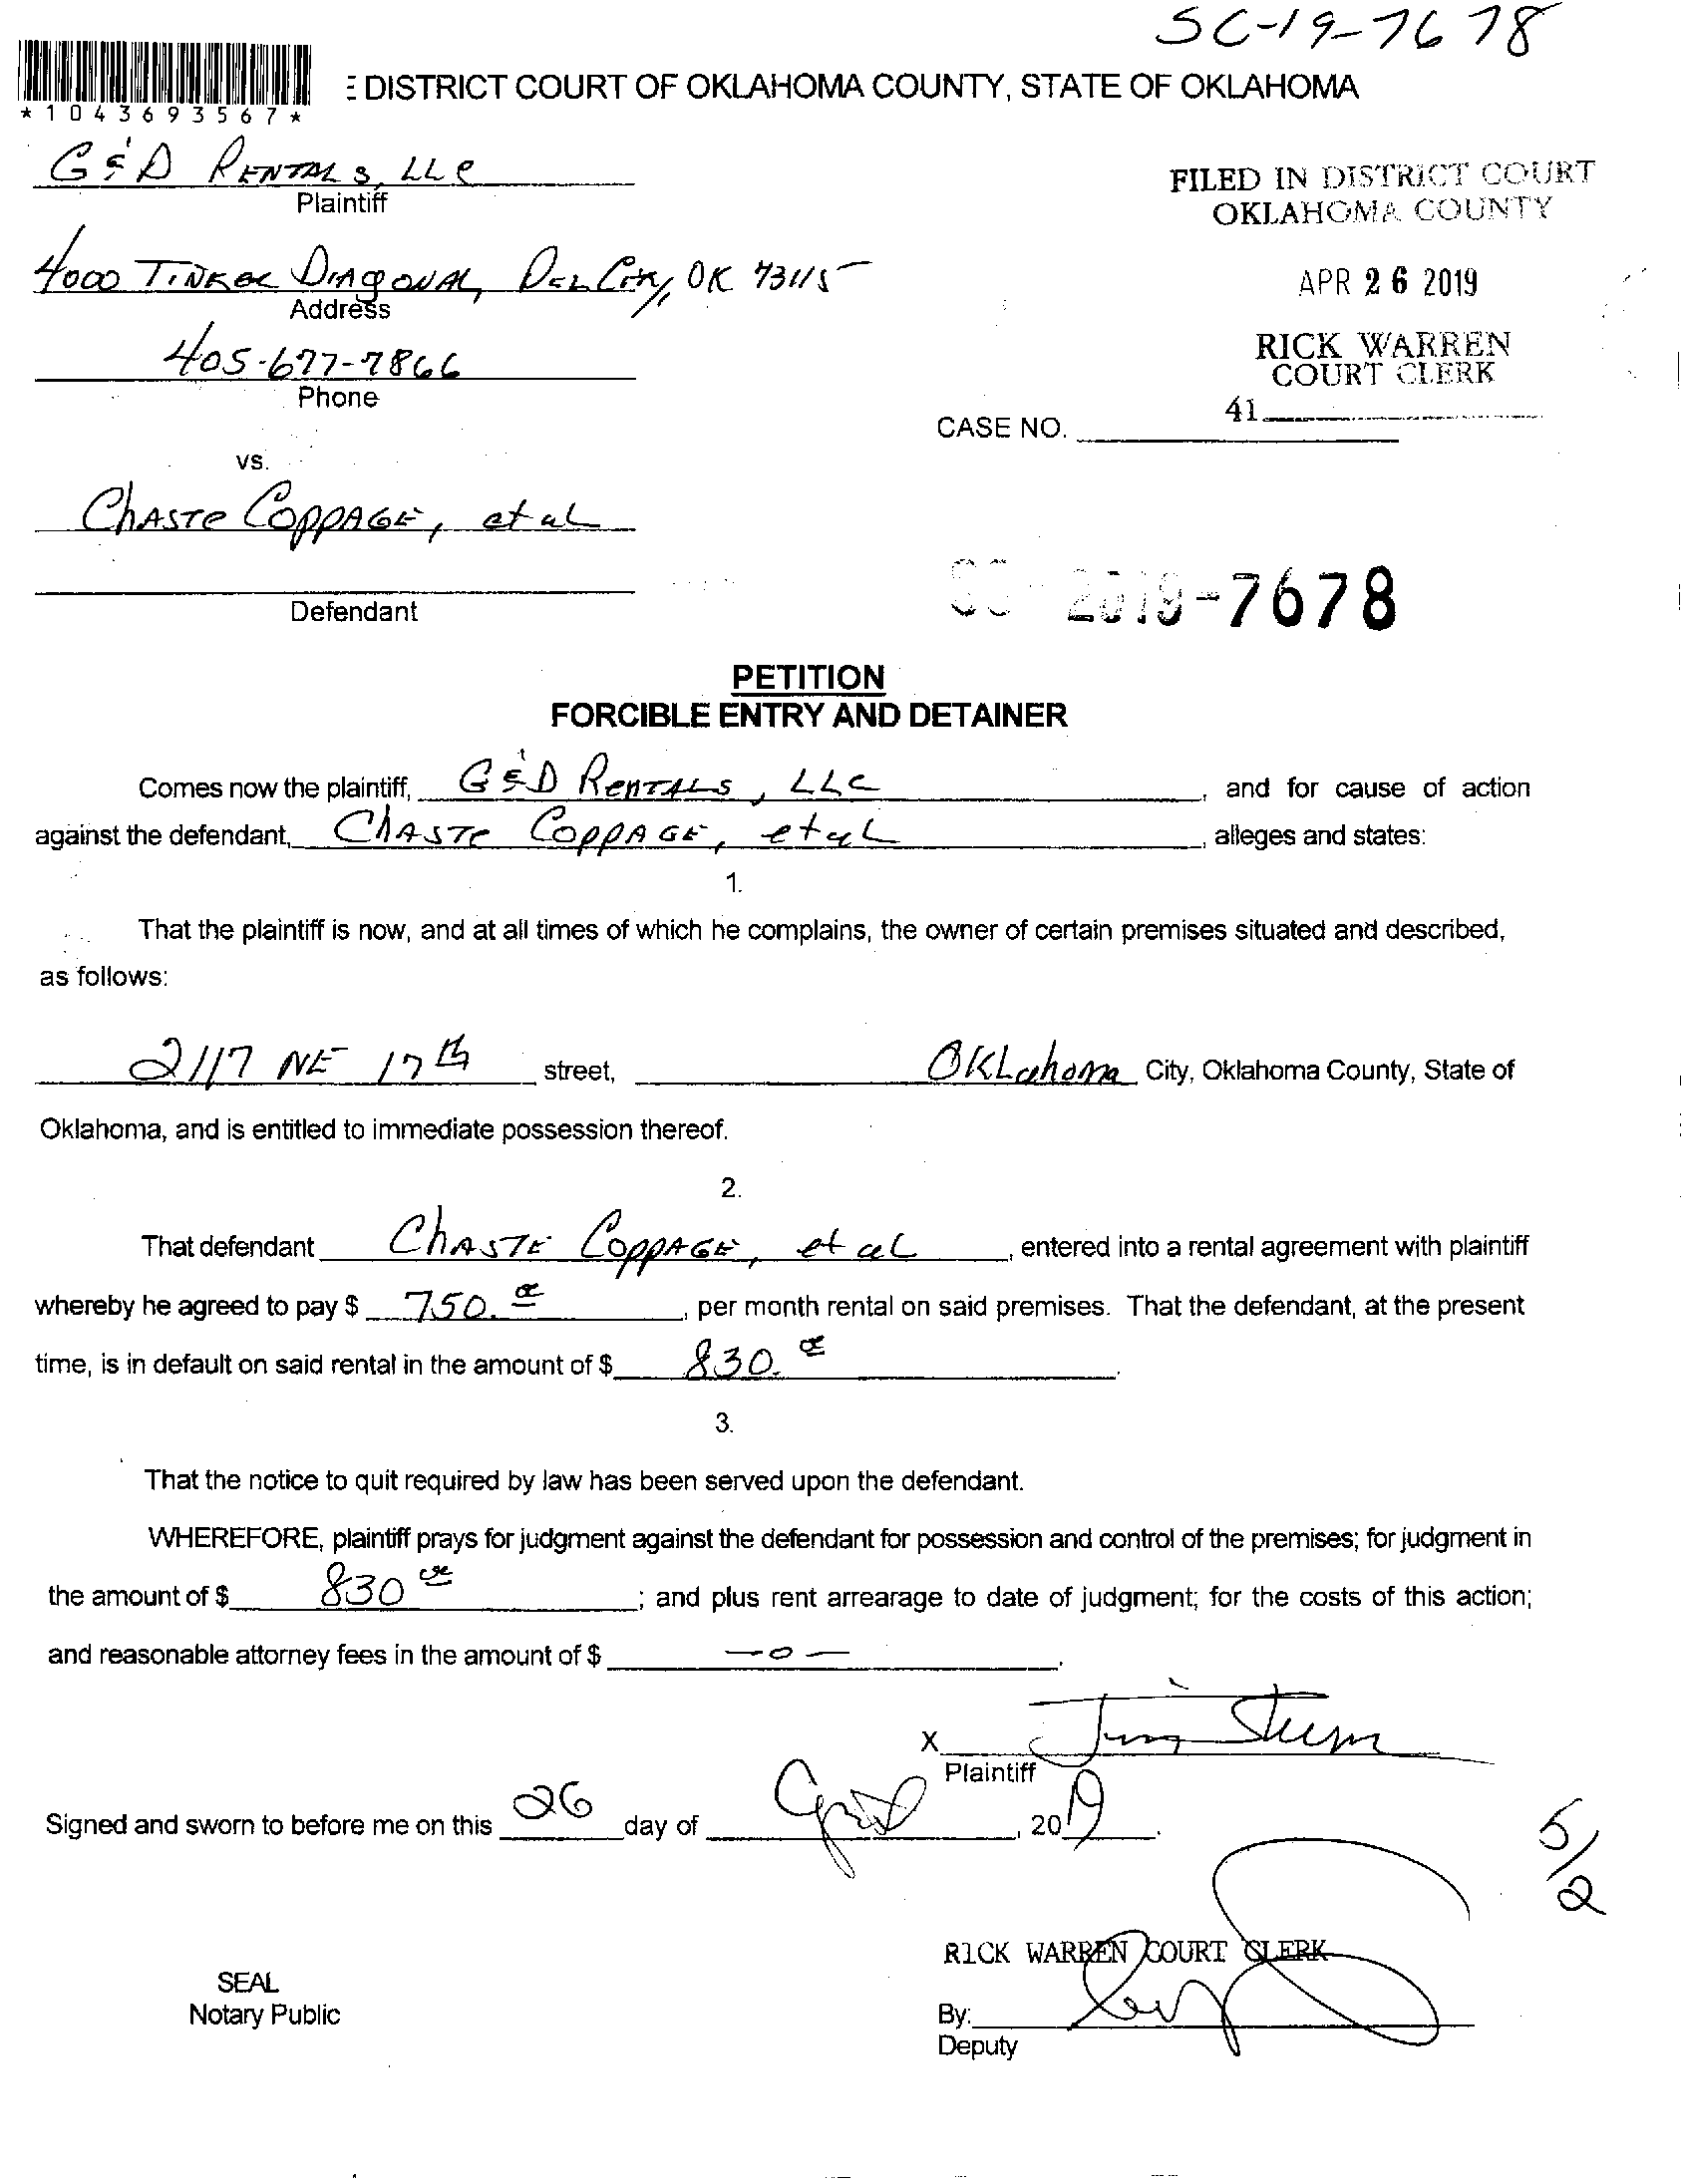 SC-19-7678
*1043693567*
E DISTRICT COURT OF OKLAHOMA COUNTY, STATE OF OKLAHOMA
G & D RENTALS, LLC
Plaintiff
FILED IN DISTRICT COURT
OKLAHOMA COUNTY
4000 TINKER DIAGONAL, DEL CITY, OK 73115
Address
APR 26 2019
405-677-7866
Phone
RICK WARREN
COURT CLERK
41
CASE NO.
vs.
CHASTE COPPAGE, et al
Defendant
SC 2019-7678
PETITION
FORCIBLE ENTRY AND DETAINER
Comes now the plaintiff, G & D RENTALS, LLC, and for cause of action
against the defendant, CHASTE COPPAGE, et al, alleges and states:
1.
That the plaintiff is now, and at all times of which he complains, the owner of certain premises situated and described,
as follows:
2117 NE 17th street, OKLahoma City, Oklahoma County, State of
Oklahoma, and is entitled to immediate possession thereof.
2.
That defendant CHASTE COPPAGE, et al, entered into a rental agreement with plaintiff
whereby he agreed to pay $ 750.00, per month rental on said premises. That the defendant, at the present
time, is in default on said rental in the amount of $ 830.00.
3.
That the notice to quit required by law has been served upon the defendant.
WHEREFORE, plaintiff prays for judgment against the defendant for possession and control of the premises; for judgment in
the amount of $ 830 00; and plus rent arrearage to date of judgment; for the costs of this action;
and reasonable attorney fees in the amount of $ -0-.
X
Plaintiff
Signed and sworn to before me on this 26 day of April, 2019.
5/2
RICK WARREN COURT CLERK
SEAL
Notary Public
By:
Deputy